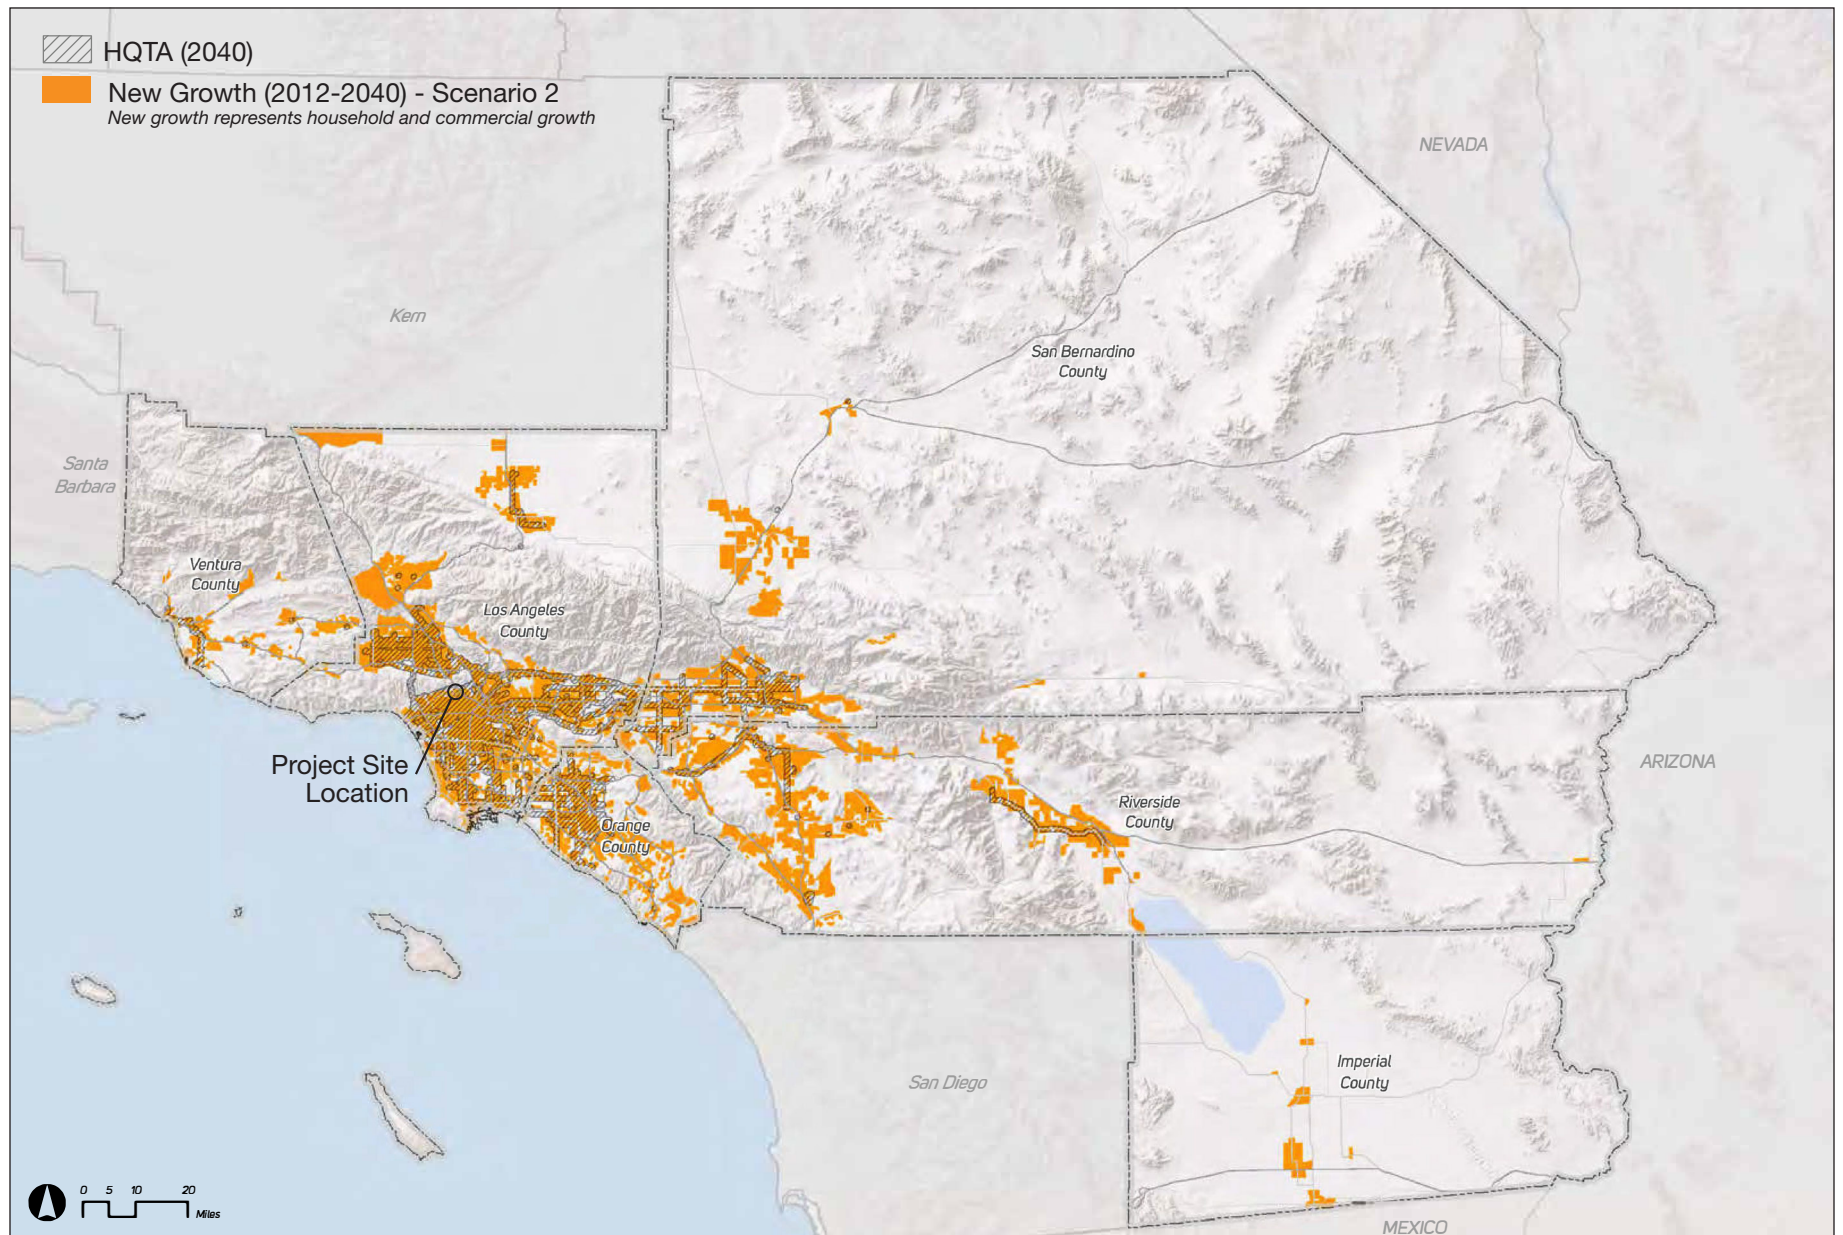 HQTA (2040)
New Growth (2012-2040) - Scenario 2
New growth represents household and commercial growth
NEVADA
Kern
San Bernardino
County
Santa
Barbara
Ventura
County
Los Angeles
County
Project Site
Location
ARIZONA
Riverside
County
Orange
County
Imperial
County
San Diego
0 5 10 20
Miles
MEXICO